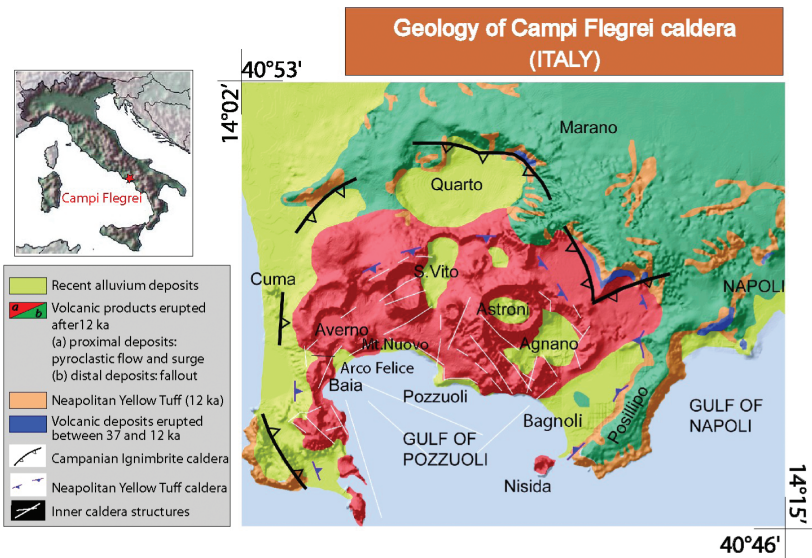 Geology of Campi Flegrei caldera
(ITALY)
40°53'
14°02'
Campi Flegrei
Marano
Quarto
Cuma
S.Vito
NAPOLI
Astroni
Averno
Mt.Nuovo
Agnano
Arco Felice
Baia
Pozzuoli
Bagnoli
Posillipo
GULF OF
NAPOLI
GULF OF
POZZUOLI
Nisida
14°15'
40°46'
Recent alluvium deposits
a
b
Volcanic products erupted
after12 ka
(a) proximal deposits:
pyroclastic flow and surge
(b) distal deposits: fallout
Neapolitan Yellow Tuff (12 ka)
Volcanic deposits erupted
between 37 and 12 ka
Campanian Ignimbrite caldera
Neapolitan Yellow Tuff caldera
Inner caldera structures